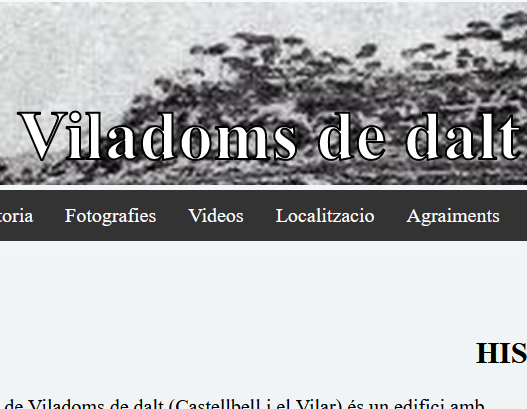 Viladoms de dalt
toria Fotografies Videos Localitzacio Agraiments
HIS
de Viladoms de dalt (Castellbell i el Vilar) és un edifici amb